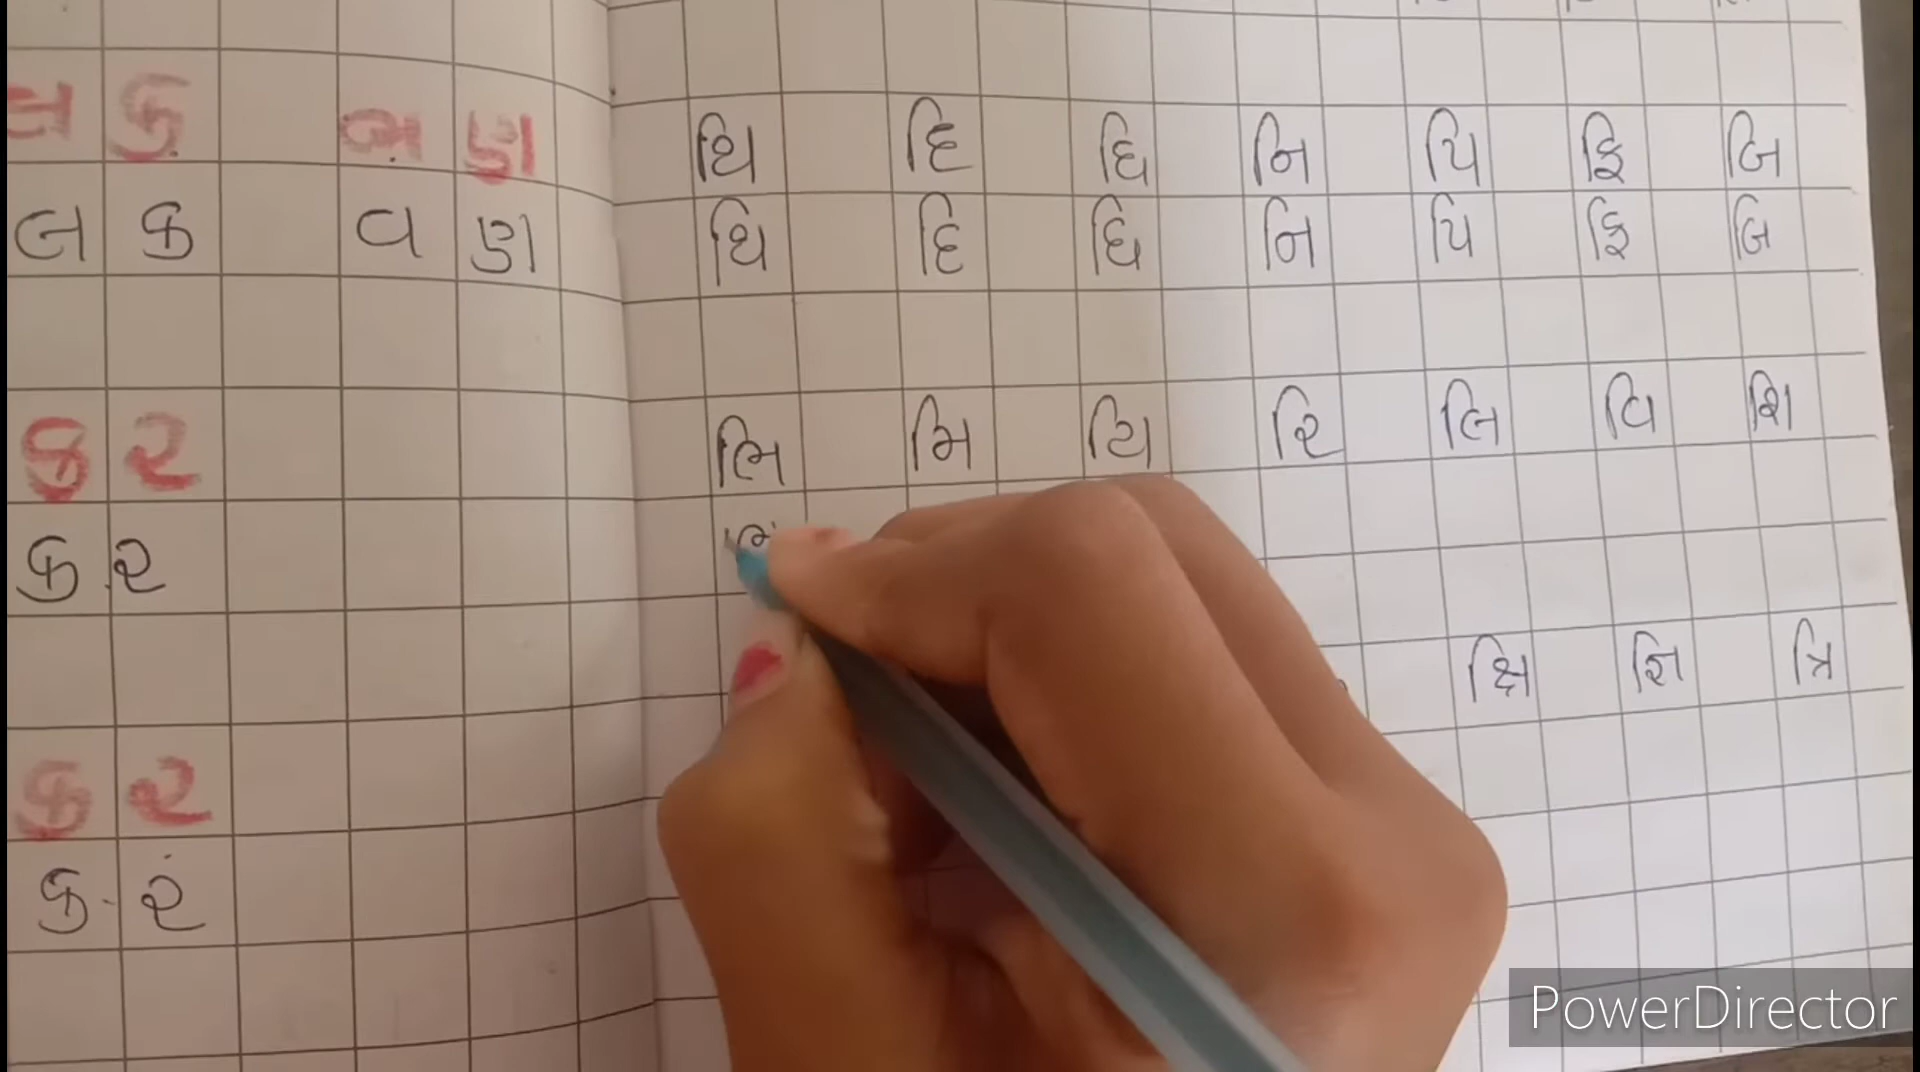 લ ક વ ણ
લ ક વ ણ
ક ર
ક ર
ક ર
ક ર
થિ દિ ધિ નિ પિ ફિ બિ
થિ દિ ધિ નિ પિ ફિ બિ
ભિ મિ યિ રિ લિ વિ શિ
ક્ષિ જ્ઞિ ત્રિ
PowerDirector